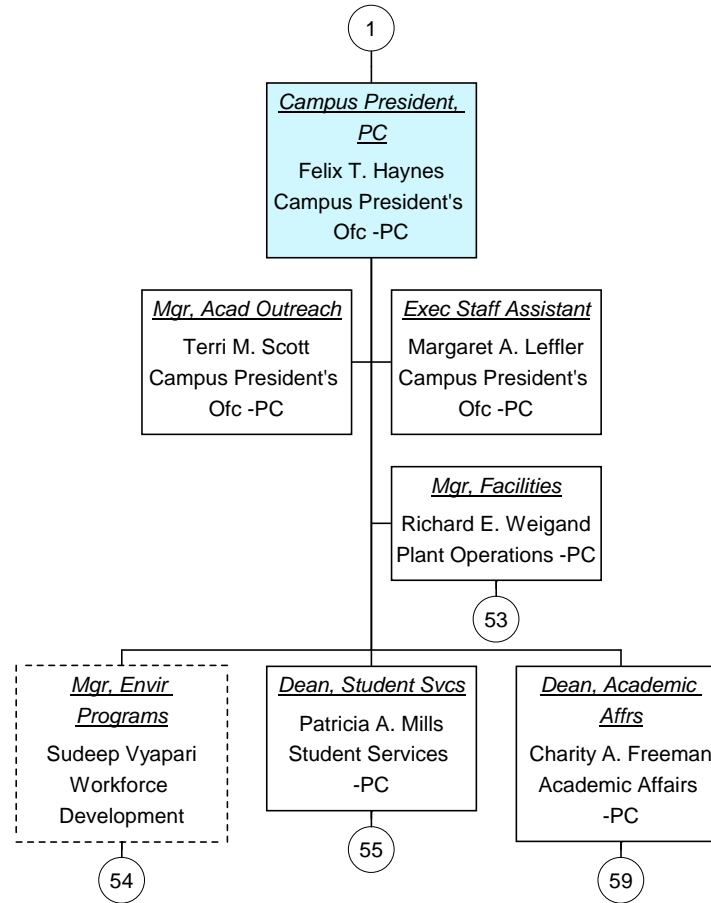 1
Campus President,
PC
Felix T. Haynes
Campus President's
Ofc -PC
Mgr, Acad Outreach
Terri M. Scott
Campus President's
Ofc -PC
Exec Staff Assistant
Margaret A. Leffler
Campus President's
Ofc -PC
Mgr, Facilities
Richard E. Weigand
Plant Operations -PC
53
Mgr, Envir
Programs
Sudeep Vyapari
Workforce
Development
54
Dean, Student Svcs
Patricia A. Mills
Student Services
-PC
55
Dean, Academic
Affrs
Charity A. Freeman
Academic Affairs
-PC
59